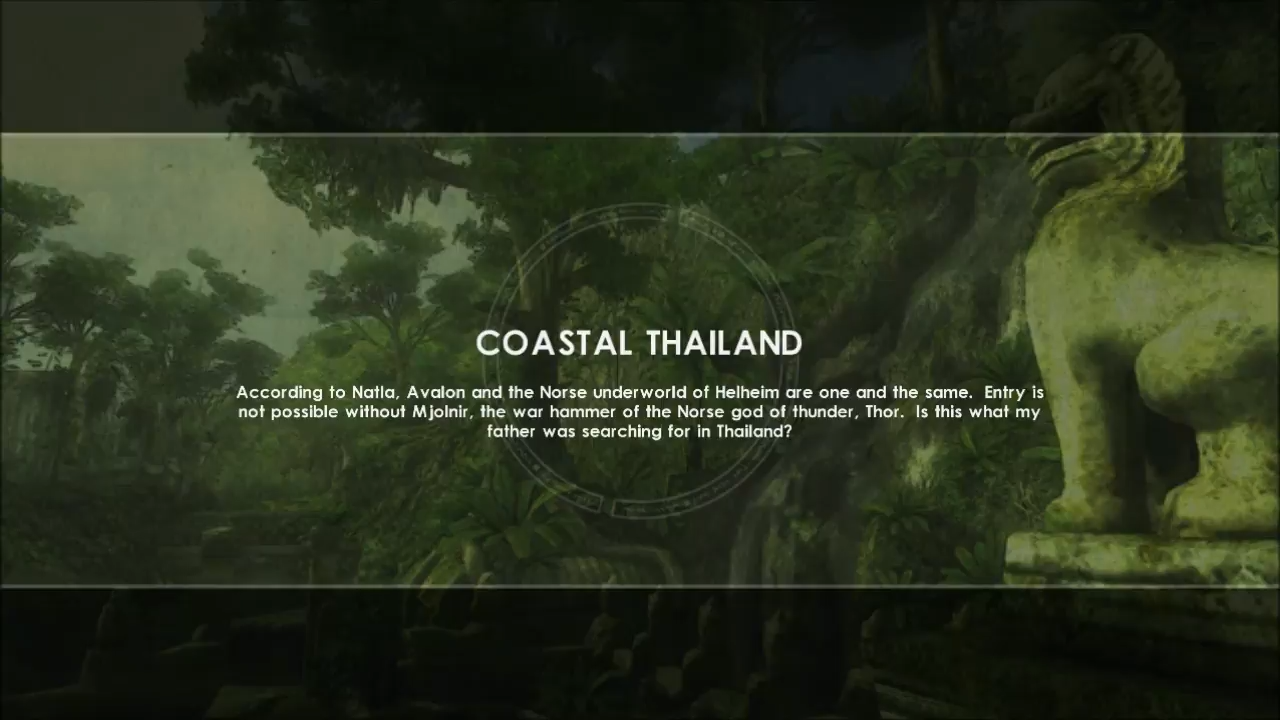 COASTAL THAILAND
According to Natla, Avalon and the Norse underworld of Helheim are one and the same.  Entry is
not possible without Mjolnir, the war hammer of the Norse god of thunder, Thor.  Is this what my
father was searching for in Thailand?